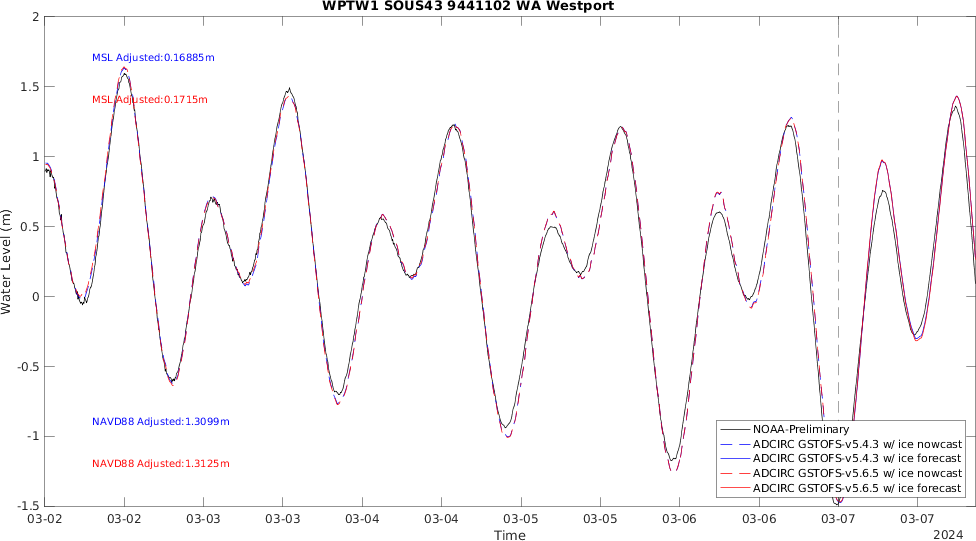 WPTW1 SOUS43 9441102 WA Westport
MSL Adjusted:0.16885m
MSL Adjusted:0.1715m
NAVD88 Adjusted:1.3099m
NAVD88 Adjusted:1.3125m
Water Level (m)
2
1.5
1
0.5
0
-0.5
-1
-1.5
NOAA-Preliminary
ADCIRC GSTOFS-v5.4.3 w/ ice nowcast
ADCIRC GSTOFS-v5.4.3 w/ ice forecast
ADCIRC GSTOFS-v5.6.5 w/ ice nowcast
ADCIRC GSTOFS-v5.6.5 w/ ice forecast
03-02 03-02 03-03 03-03 03-04 03-04 03-05 03-05 03-06 03-06 03-07 03-07
Time
2024